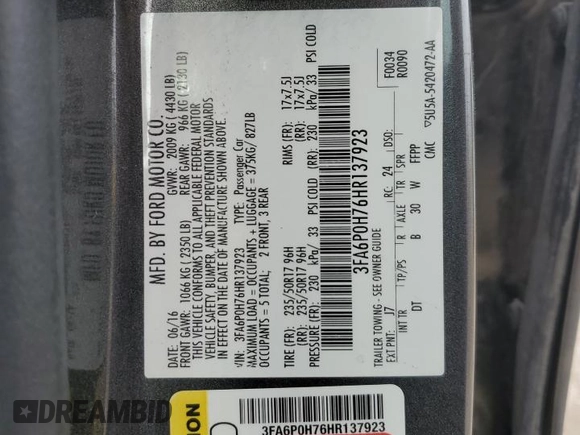 MFD. BY FORD MOTOR CO.
DATE: 06/16 GVWR: 2009 KG ( 4430 LB)
FRONT GAWR: 1066 KG ( 2350 LB) REAR GAWR: 966 KG ( 2130 LB)
THIS VEHICLE CONFORMS TO ALL APPLICABLE FEDERAL MOTOR
VEHICLE SAFETY, BUMPER, AND THEFT PREVENTION STANDARDS
IN EFFECT ON THE DATE OF MANUFACTURE SHOWN ABOVE.
VIN: 3FA6P0H76HR137923 TYPE: Passenger Car
MAXIMUM LOAD = OCCUPANTS + LUGGAGE = 375KG/ 827LB
OCCUPANTS = 5 TOTAL: 2 FRONT, 3 REAR
TIRE (FR): 235/50R17 96H RIMS (FR): 17x7.5J
(RR): 235/50R17 96H (RR): 17x7.5J
PRESSURE (FR): 230 kPa/ 33 PSI COLD (RR): 230 kPa/ 33 PSI COLD
3FA6P0H76HR137923
F0034
R0090
TRAILER TOWING - SEE OWNER GUIDE
EXT PNT: J7 RC: 24 DSO:
INT TR TP/PS R AXLE TR SPR
DT B 30 W FFPP
CMC ▽5U5A-5420472-AA
3FA6P0H76HR137923
DREAMBID